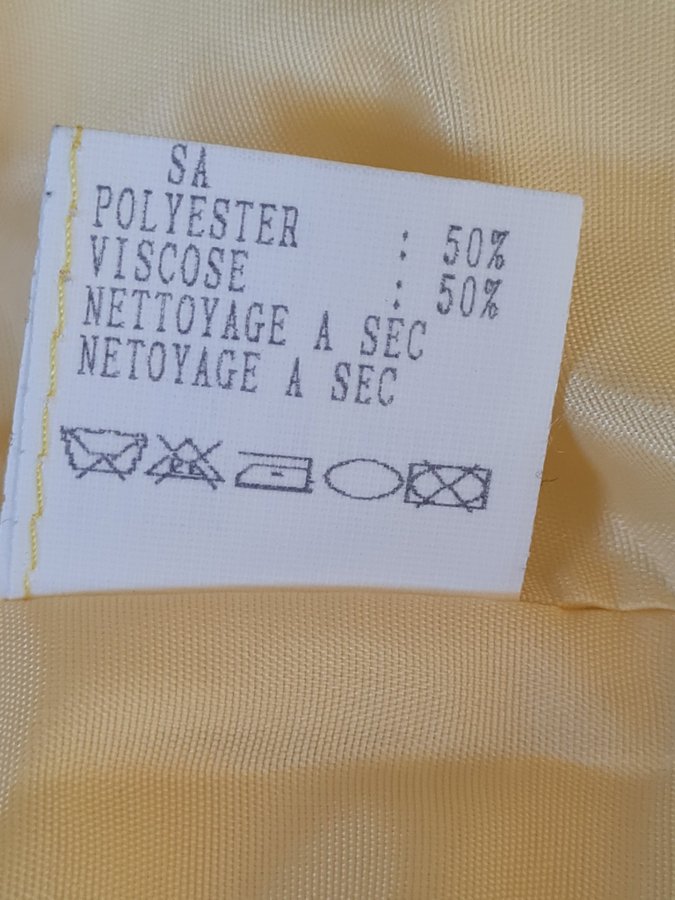 SA
POLYESTER : 50%
VISCOSE : 50%
NETTOYAGE A SEC
NETOYAGE A SEC